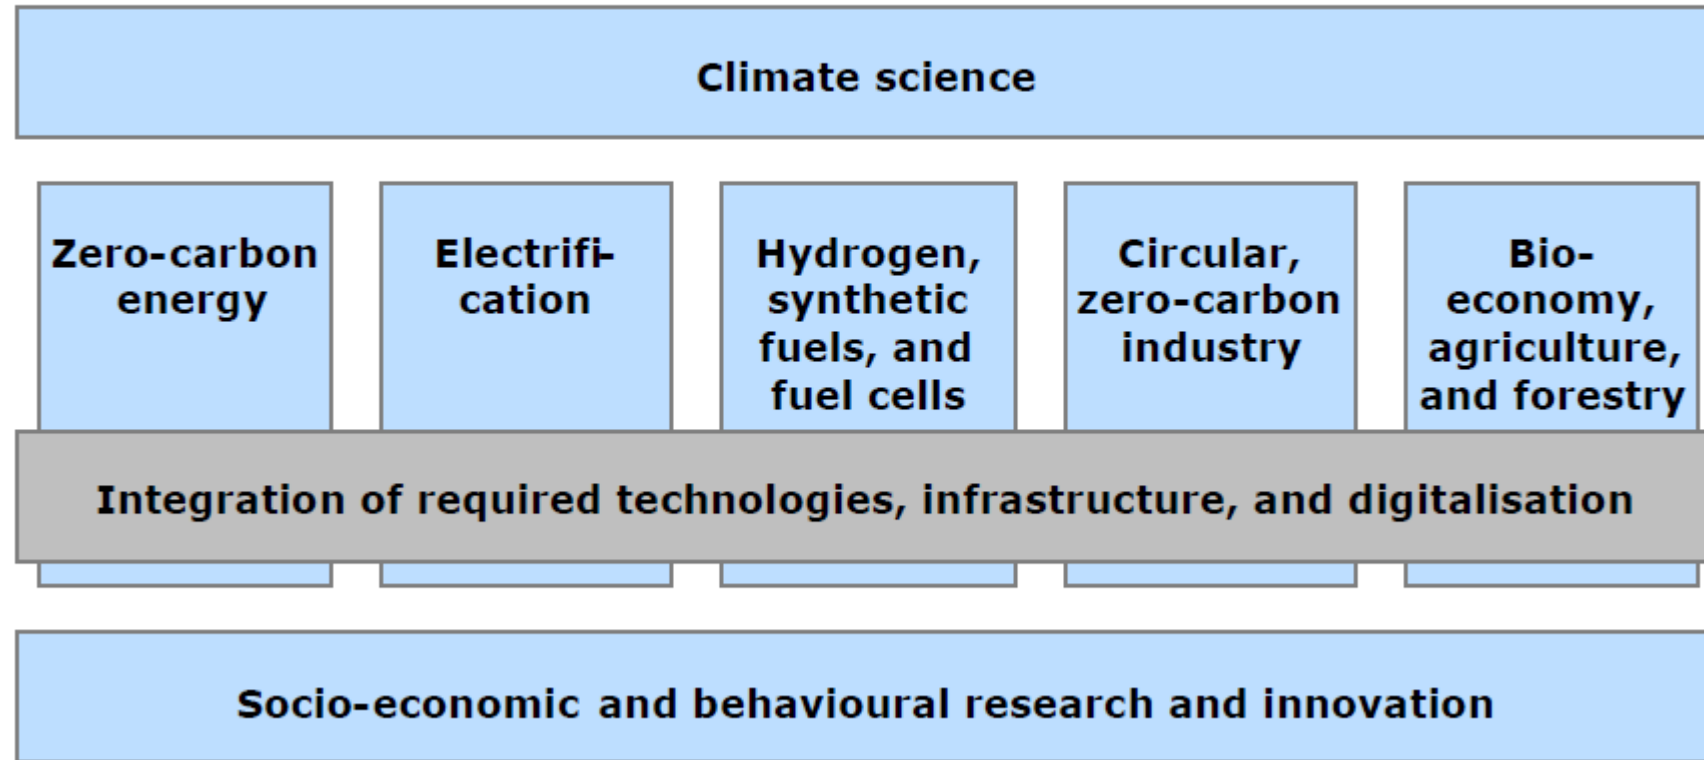 Climate science
Zero-carbon
energy
Electrifi-
cation
Hydrogen,
synthetic
fuels, and
fuel cells
Circular,
zero-carbon
industry
Bio-
economy,
agriculture,
and forestry
Integration of required technologies, infrastructure, and digitalisation
Socio-economic and behavioural research and innovation